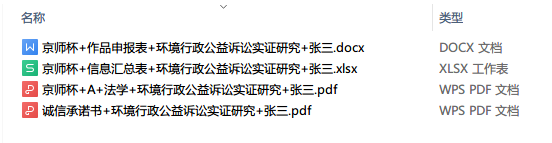 名称 类型
京师杯+作品申报表+环境行政公益诉讼实证研究+张三.docx DOCX 文档
京师杯+信息汇总表+环境行政公益诉讼实证研究+张三.xlsx XLSX 工作表
京师杯+A+法学+环境行政公益诉讼实证研究+张三.pdf WPS PDF 文档
诚信承诺书+环境行政公益诉讼实证研究+张三.pdf WPS PDF 文档